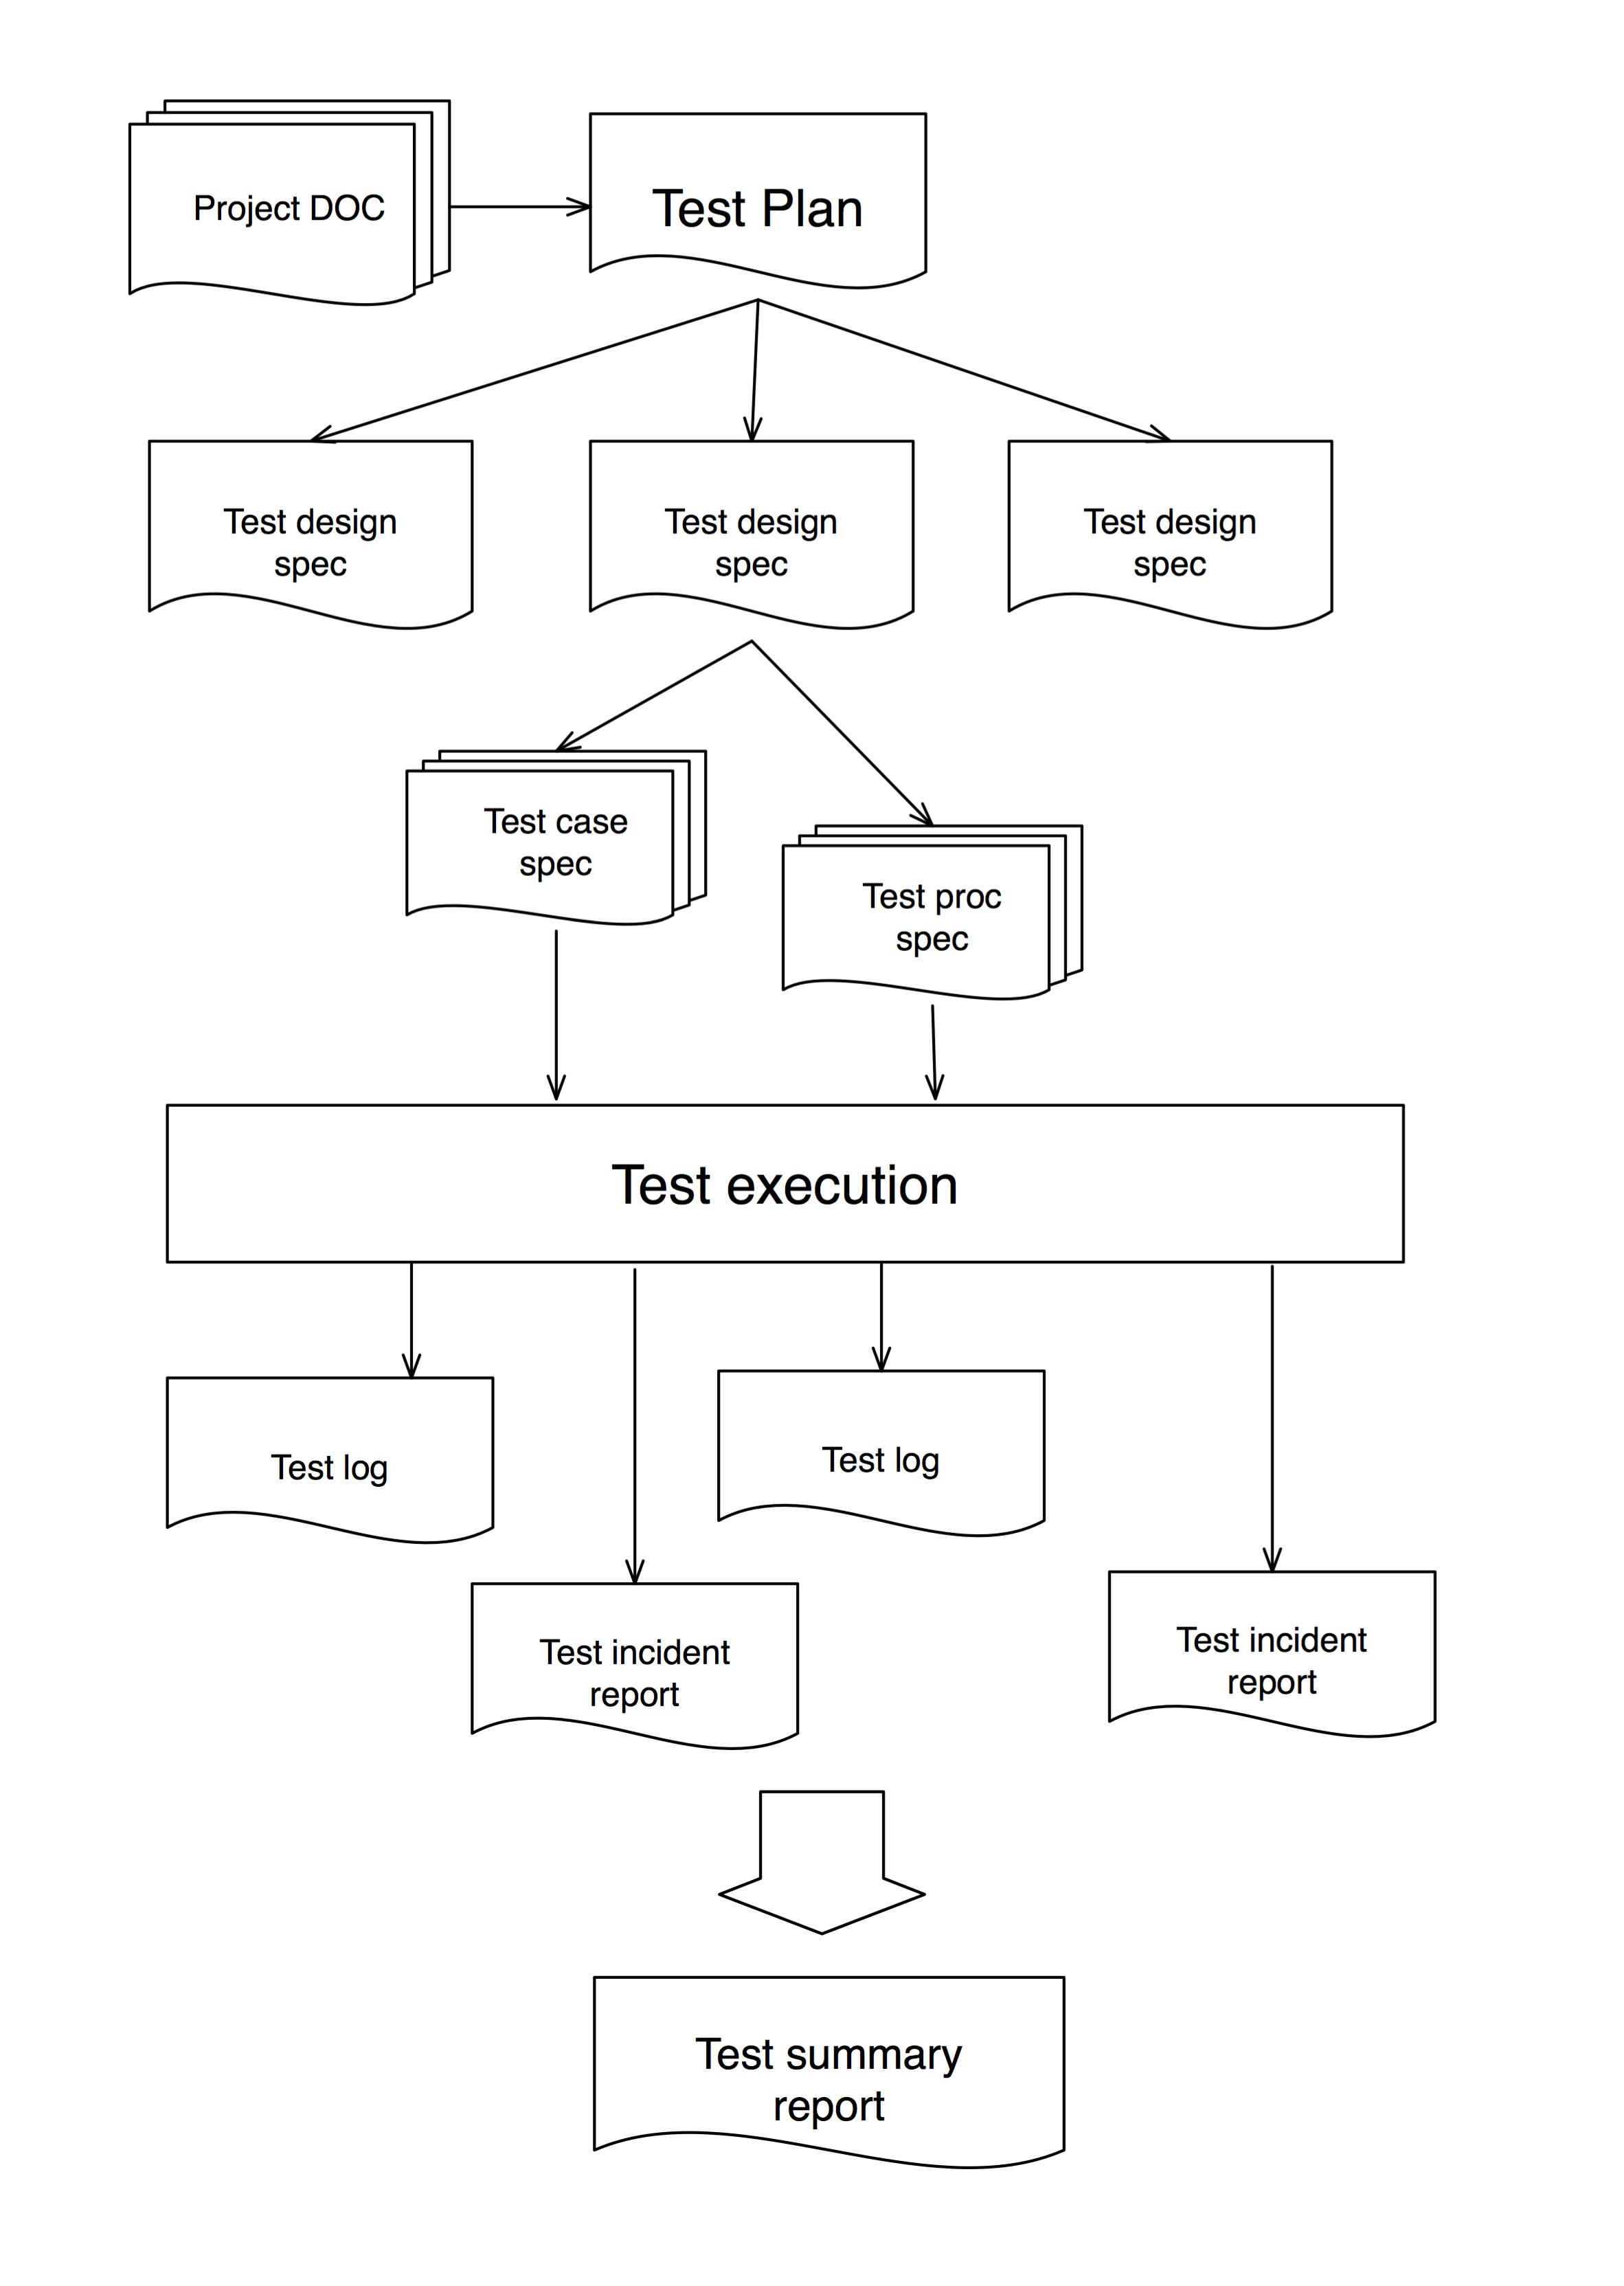 Project DOC
Test Plan
Test design
spec
Test design
spec
Test design
spec
Test case
spec
Test proc
spec
Test execution
Test log
Test log
Test incident
report
Test incident
report
Test summary
report